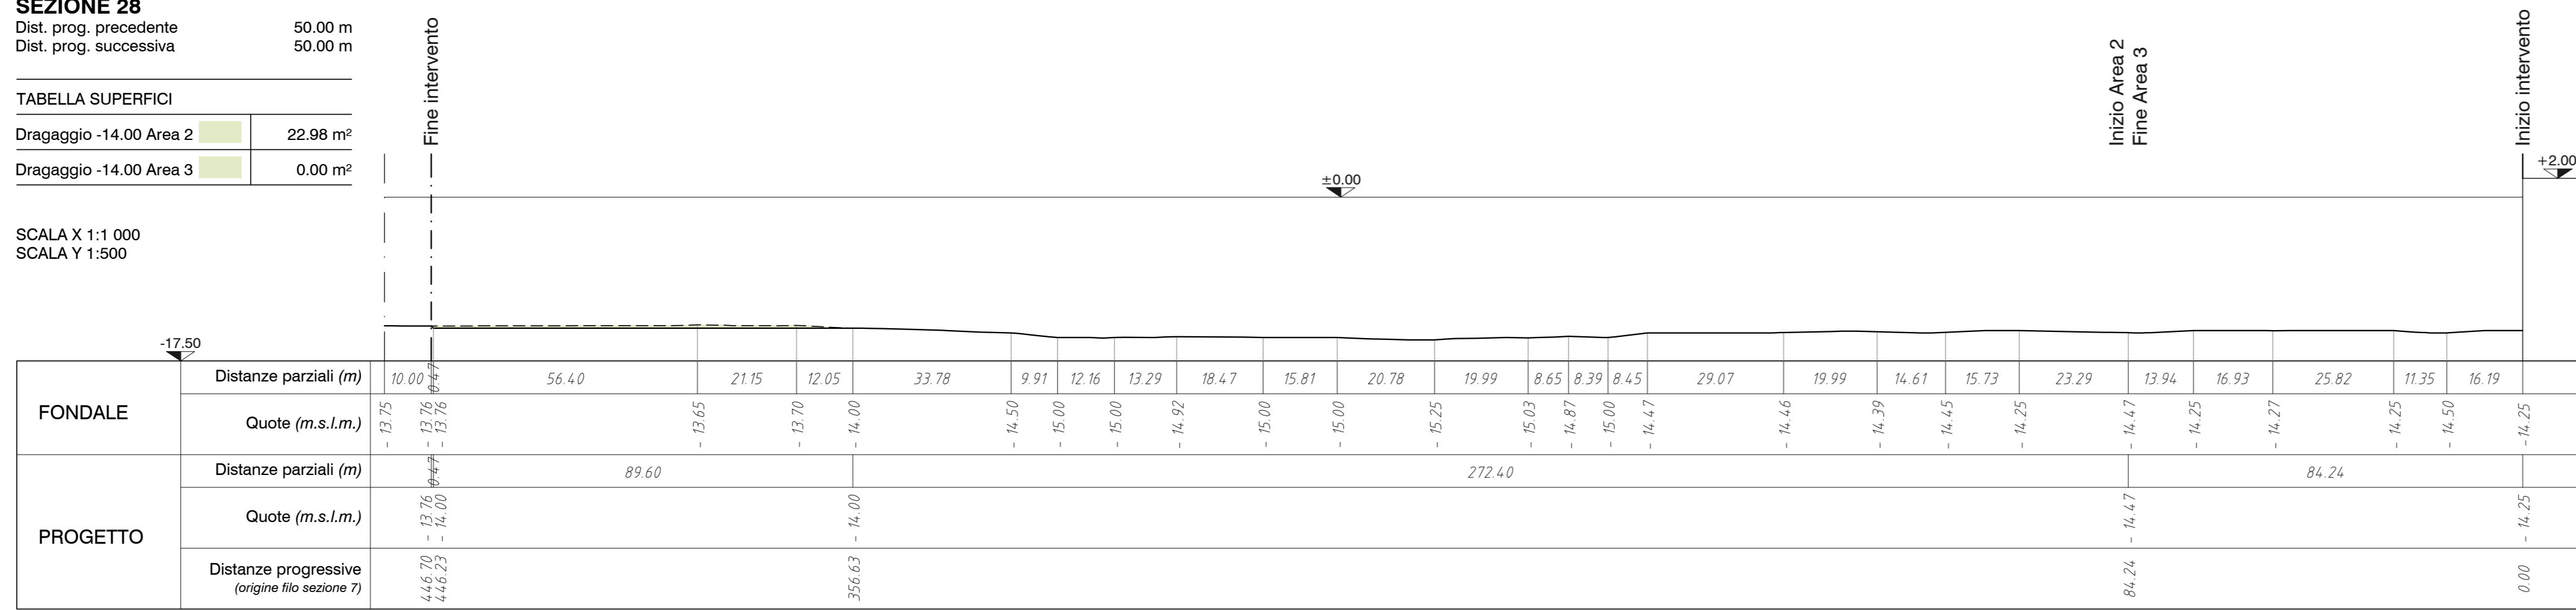 SEZIONE 28
Dist. prog. precedente 50.00 m
Dist. prog. successiva 50.00 m
TABELLA SUPERFICI
Dragaggio -14.00 Area 2 22.98 m²
Dragaggio -14.00 Area 3 0.00 m²
SCALA X 1:1 000
SCALA Y 1:500
Fine intervento
Inizio Area 2
Fine Area 3
Inizio intervento
+2.00
±0.00
-17.50
FONDALE
Distanze parziali (m) 10.00 0.47 56.40 21.15 12.05 33.78 9.91 12.16 13.29 18.47 15.81 20.78 19.99 8.65 8.39 8.45 29.07 19.99 14.61 15.73 23.29 13.94 16.93 25.82 11.35 16.19
Quote (m.s.l.m.) - 13.75 - 13.76 - 13.76 - 13.65 - 13.70 - 14.00 - 14.50 - 15.00 - 15.00 - 14.92 - 15.00 - 15.00 - 15.25 - 15.03 - 14.87 - 15.00 - 14.47 - 14.46 - 14.39 - 14.45 - 14.25 - 14.47 - 14.25 - 14.27 - 14.25 - 14.50 - 14.25
PROGETTO
Distanze parziali (m) 0.47 89.60 272.40 84.24
Quote (m.s.l.m.) - 13.76 - 14.00 - 14.00 - 14.47 - 14.25
Distanze progressive 446.70 446.23 356.63 84.24 0.00
(origine filo sezione 7)